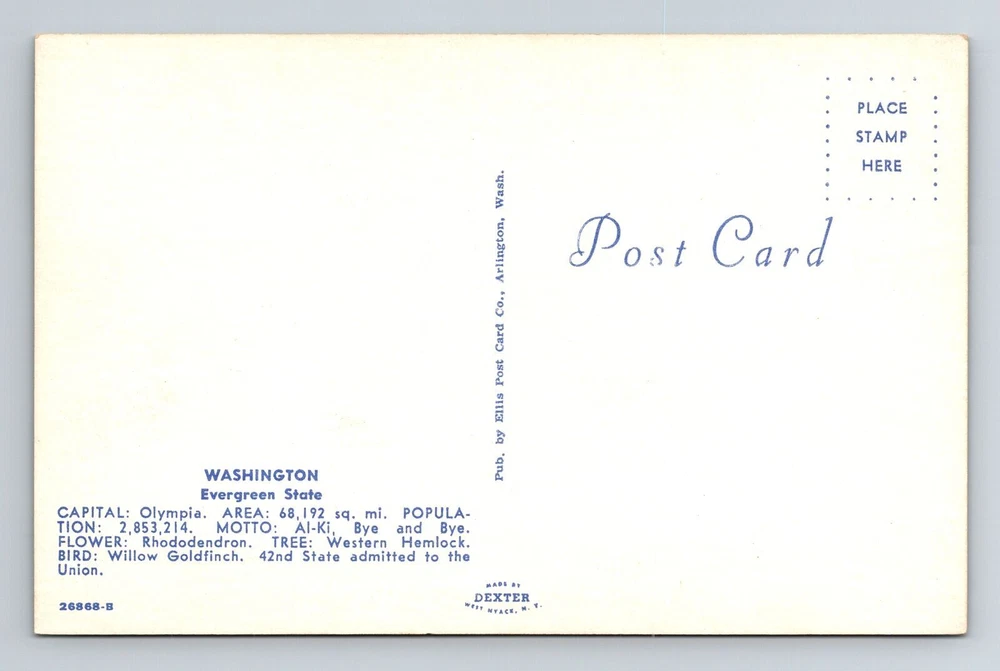 PLACE
STAMP
HERE
Post Card
Pub. by Ellis Post Card Co., Arlington, Wash.
WASHINGTON
Evergreen State
CAPITAL: Olympia. AREA: 68,192 sq. mi. POPULA-
TION: 2,853,214. MOTTO: Al-Ki, Bye and Bye.
FLOWER: Rhododendron. TREE: Western Hemlock.
BIRD: Willow Goldfinch. 42nd State admitted to the
Union.
26868-B
MADE BY
DEXTER
WEST NYACK, N. Y.